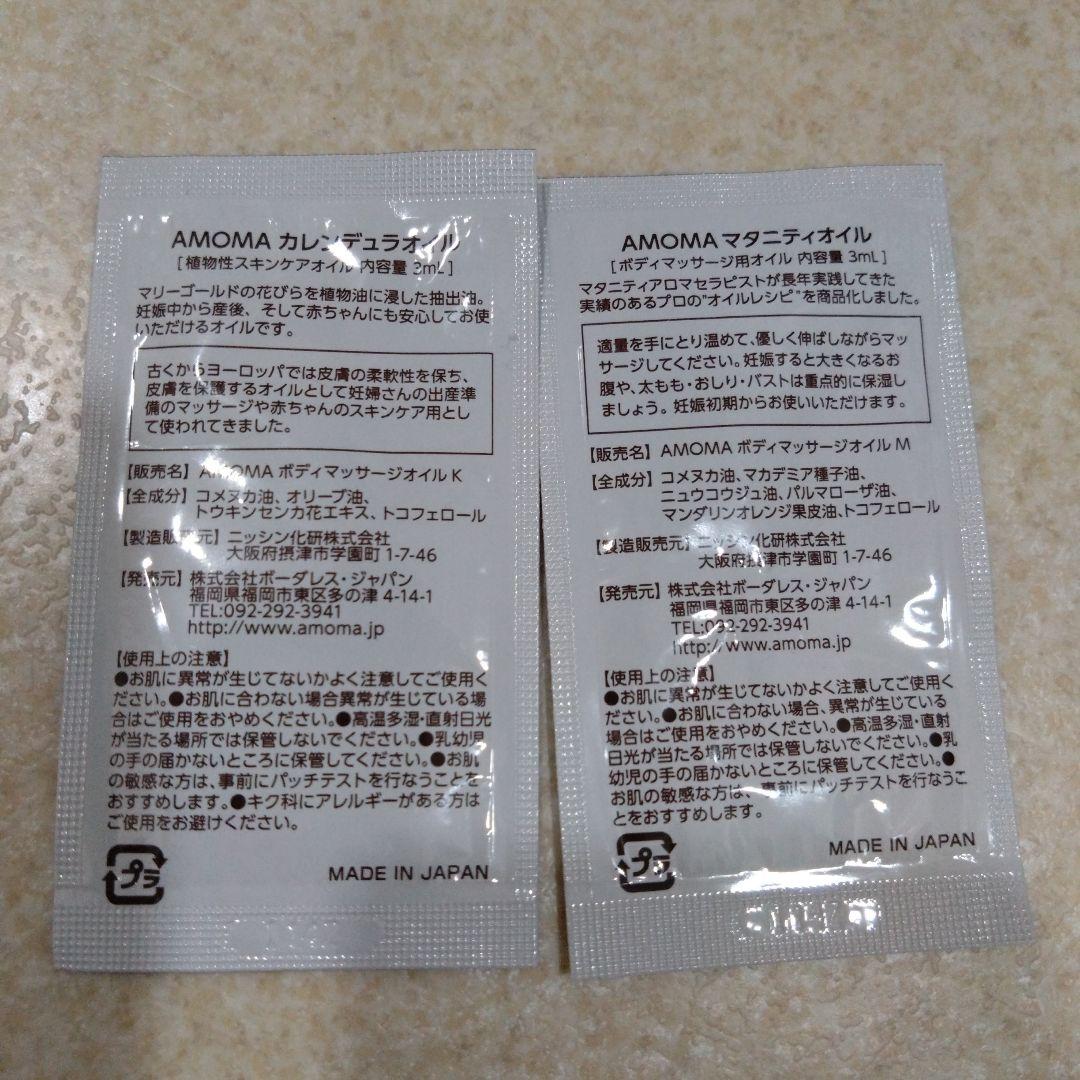 AMOMA カレンデュラオイル
[植物性スキンケアオイル 内容量 3mL]
マリーゴールドの花びらを植物油に浸した抽出油。
妊娠中から産後、そして赤ちゃんにも安心してお使
いただけるオイルです。
古くからヨーロッパでは皮膚の柔軟性を保ち、
皮膚を保護するオイルとして妊婦さんの出産準
備のマッサージや赤ちゃんのスキンケア用とし
て使われてきました。
【販売名】AMOMA ボディマッサージオイル K
【全成分】コメヌカ油、オリーブ油、
トウキンセンカ花エキス、トコフェロール
【製造販売元】ニッシン化研株式会社
大阪府摂津市学園町 1-7-46
【発売元】株式会社ボーダレス・ジャパン
福岡県福岡市東区多の津 4-14-1
TEL:092-292-3941
http://www.amoma.jp
【使用上の注意】
●お肌に異常が生じてないかよく注意してご使用く
ださい。●お肌に合わない場合異常が生じている場
合はご使用をおやめください。●高温多湿・直射日光
が当たる場所では保管しないでください。●乳幼児
の手の届かないところに保管してください。●お肌
の敏感な方は、事前にパッチテストを行なうことを
おすすめします。●キク科にアレルギーがある方は
ご使用をお避けください。
プラ
MADE IN JAPAN
AMOMA マタニティオイル
[ボディマッサージ用オイル 内容量 3mL]
マタニティアロマセラピストが長年実践してきた
実績のあるプロの"オイルレシピ"を商品化しました。
適量を手にとり温めて、優しく伸ばしながらマッ
サージしてください。妊娠すると大きくなるお
腹や、太もも・おしり・バストは重点的に保湿し
ましょう。妊娠初期からお使いいただけます。
【販売名】AMOMA ボディマッサージオイル M
【全成分】コメヌカ油、マカデミア種子油、
ニュウコウジュ油、パルマローザ油、
マンダリンオレンジ果皮油、トコフェロール
【製造販売元】ニッシン化研株式会社
大阪府摂津市学園町 1-7-46
【発売元】株式会社ボーダレス・ジャパン
福岡県福岡市東区多の津 4-14-1
TEL:092-292-3941
http://www.amoma.jp
【使用上の注意】
●お肌に異常が生じてないかよく注意してご使用く
ださい。●お肌に合わない場合、異常が生じている
場合はご使用をおやめください。●高温多湿・直射
日光が当たる場所では保管しないでください。●乳
幼児の手の届かないところに保管してください。●
お肌の敏感な方は、事前にパッチテストを行なうこ
とをおすすめします。
プラ
MADE IN JAPAN